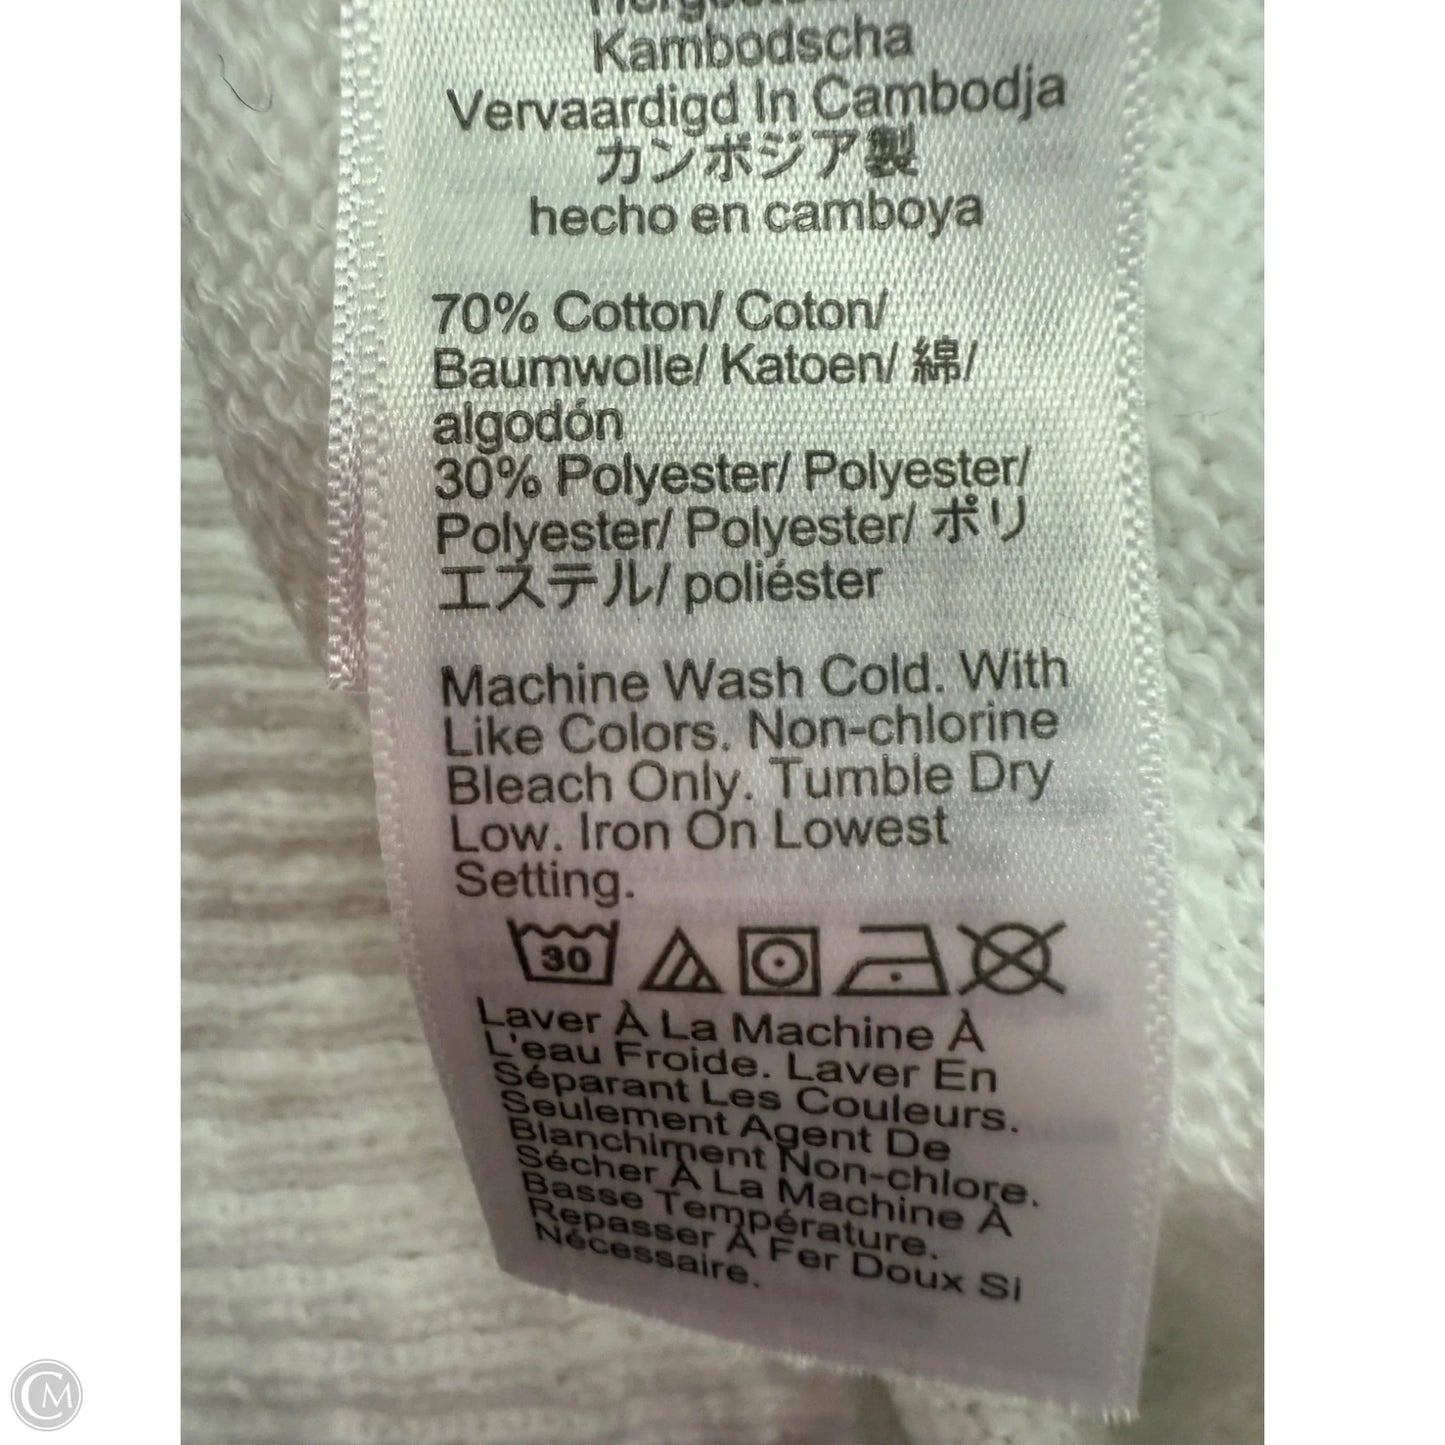 Kambodscha
Vervaardigd In Cambodja
カンボジア製
hecho en camboya
70% Cotton/ Coton/
Baumwolle/ Katoen/ 綿/
algodón
30% Polyester/ Polyester/
Polyester/ Polyester/ ポリ
エステル/ poliéster
Machine Wash Cold. With
Like Colors. Non-chlorine
Bleach Only. Tumble Dry
Low. Iron On Lowest
Setting.
30
Laver À La Machine À
L'eau Froide. Laver En
Séparant Les Couleurs.
Seulement Agent De
Blanchiment Non-chlore.
Sécher À La Machine À
Basse Température.
Repasser À Fer Doux Si
Nécessaire.
CM